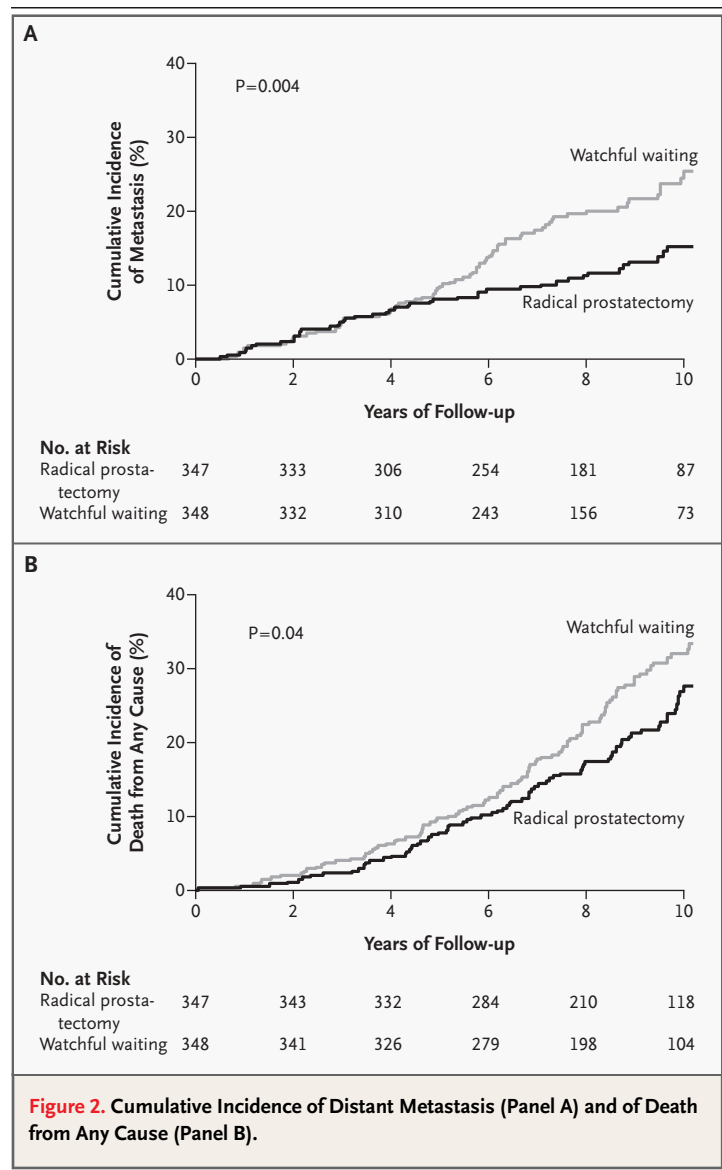 A
40
30
20
10
0
Cumulative Incidence
of Metastasis (%)
P=0.004
Watchful waiting
Radical prostatectomy
0 2 4 6 8 10
Years of Follow-up
No. at Risk
Radical prosta-
tectomy
347 333 306 254 181 87
Watchful waiting 348 332 310 243 156 73
B
40
30
20
10
0
Cumulative Incidence of
Death from Any Cause (%)
P=0.04
Watchful waiting
Radical prostatectomy
0 2 4 6 8 10
Years of Follow-up
No. at Risk
Radical prosta-
tectomy
347 343 332 284 210 118
Watchful waiting 348 341 326 279 198 104
Figure 2. Cumulative Incidence of Distant Metastasis (Panel A) and of Death
from Any Cause (Panel B).